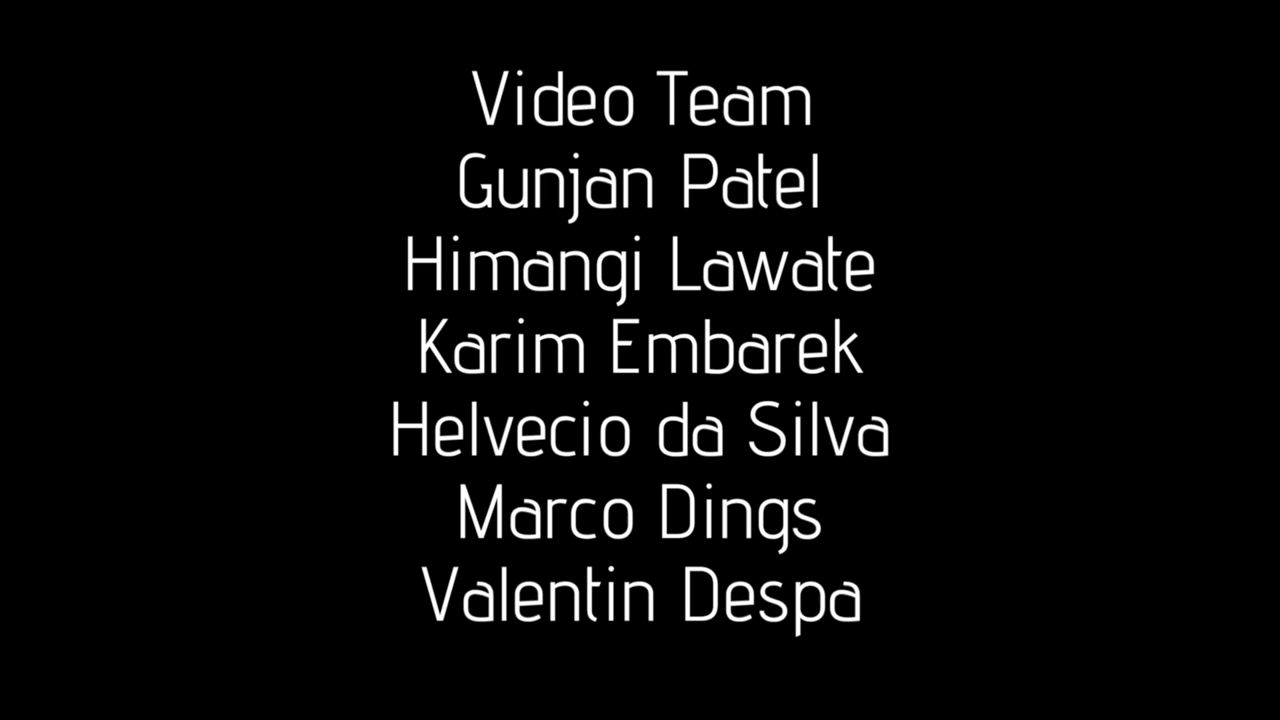 Video Team
Gunjan Patel
Himangi Lawate
Karim Embarek
Helvecio da Silva
Marco Dings
Valentin Despa